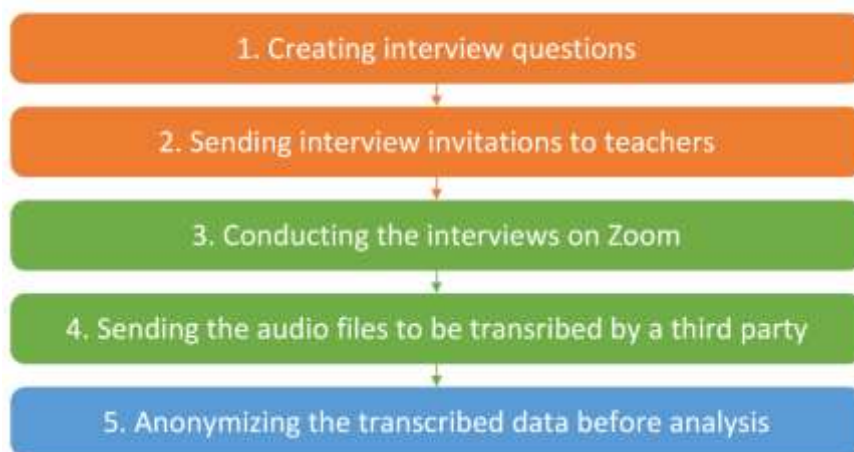 1. Creating interview questions
2. Sending interview invitations to teachers
3. Conducting the interviews on Zoom
4. Sending the audio files to be transribed by a third party
5. Anonymizing the transcribed data before analysis